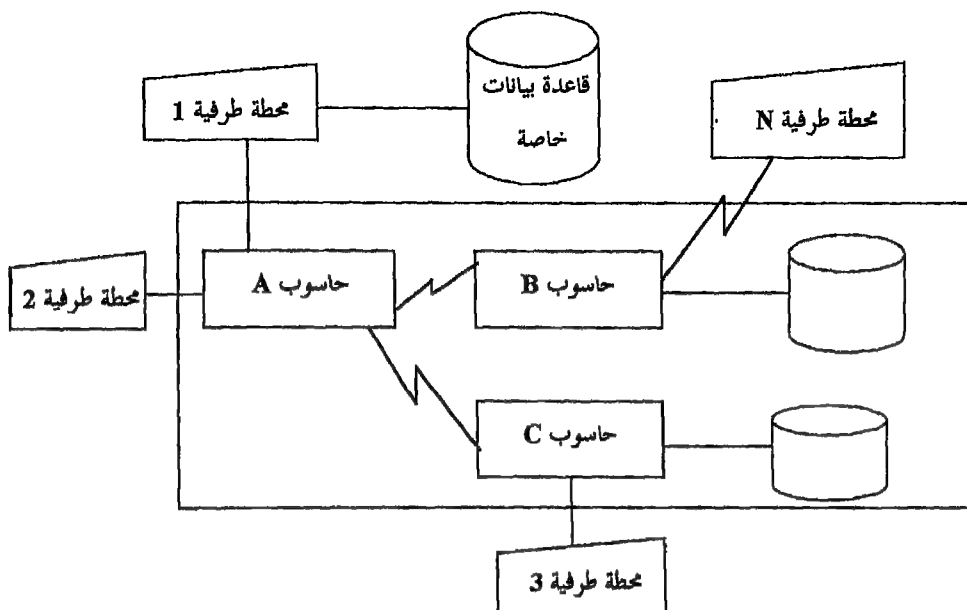 قاعدة بيانات
خاصة
محطة طرفية 1
محطة طرفية N
حاسوب A
حاسوب B
محطة طرفية 2
حاسوب C
محطة طرفية 3